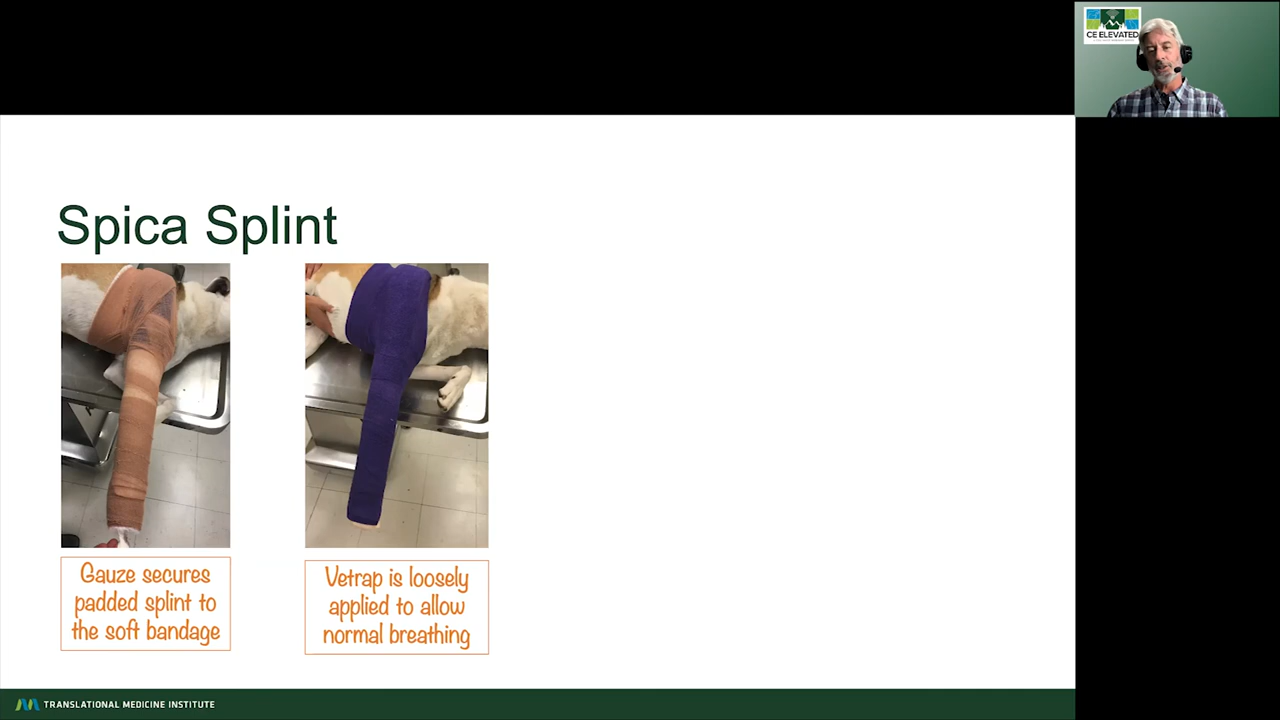 CE ELEVATED
Spica Splint
Gauze secures
padded splint to
the soft bandage
Vetrap is loosely
applied to allow
normal breathing
TRANSLATIONAL MEDICINE INSTITUTE